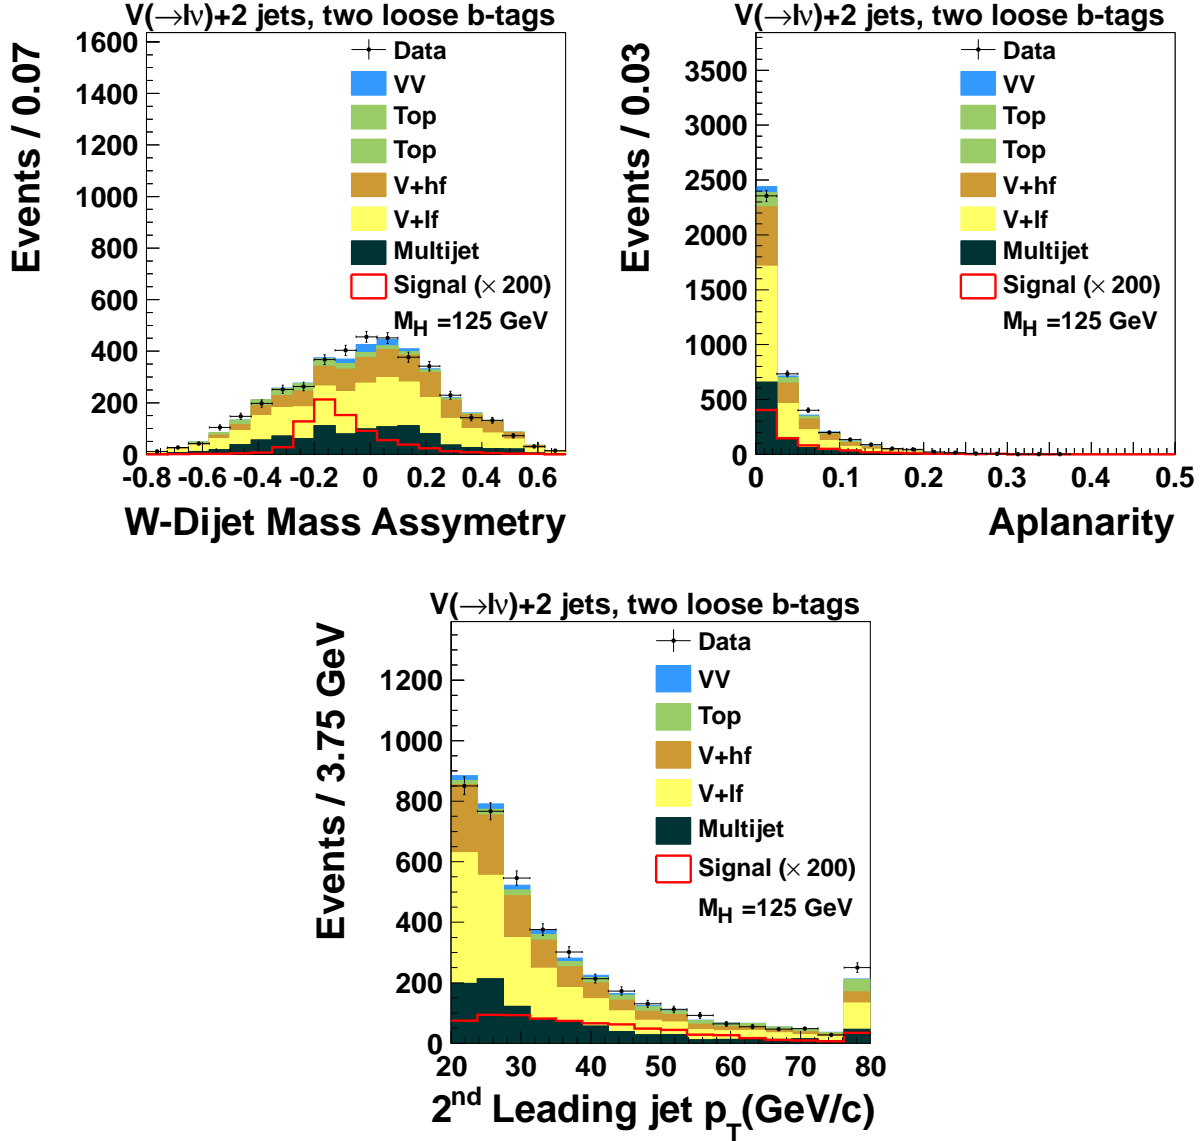 V(→lν)+2 jets, two loose b-tags
Events / 0.07
1600
1400
1200
1000
800
600
400
200
0
Data
VV
Top
Top
V+hf
V+lf
Multijet
Signal (× 200)
M_H =125 GeV
-0.8 -0.6 -0.4 -0.2 0 0.2 0.4 0.6
W-Dijet Mass Assymetry
V(→lν)+2 jets, two loose b-tags
Events / 0.03
3500
3000
2500
2000
1500
1000
500
0
Data
VV
Top
Top
V+hf
V+lf
Multijet
Signal (× 200)
M_H =125 GeV
0 0.1 0.2 0.3 0.4 0.5
Aplanarity
V(→lν)+2 jets, two loose b-tags
Events / 3.75 GeV
1200
1000
800
600
400
200
0
Data
VV
Top
V+hf
V+lf
Multijet
Signal (× 200)
M_H =125 GeV
20 30 40 50 60 70 80
2^nd Leading jet p_T(GeV/c)